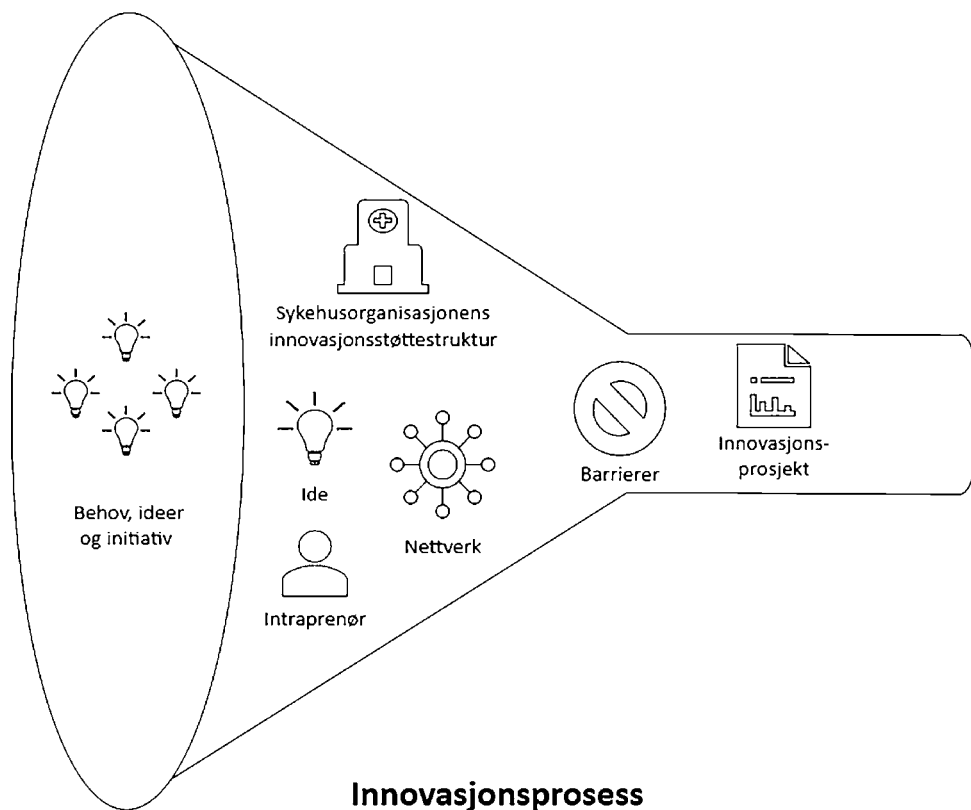 Sykehusorganisasjonens
innovasjonsstøttestruktur
Behov, ideer
og initiativ
Ide
Nettverk
Intraprenør
Barrierer
Innovasjons-
prosjekt
Innovasjonsprosess